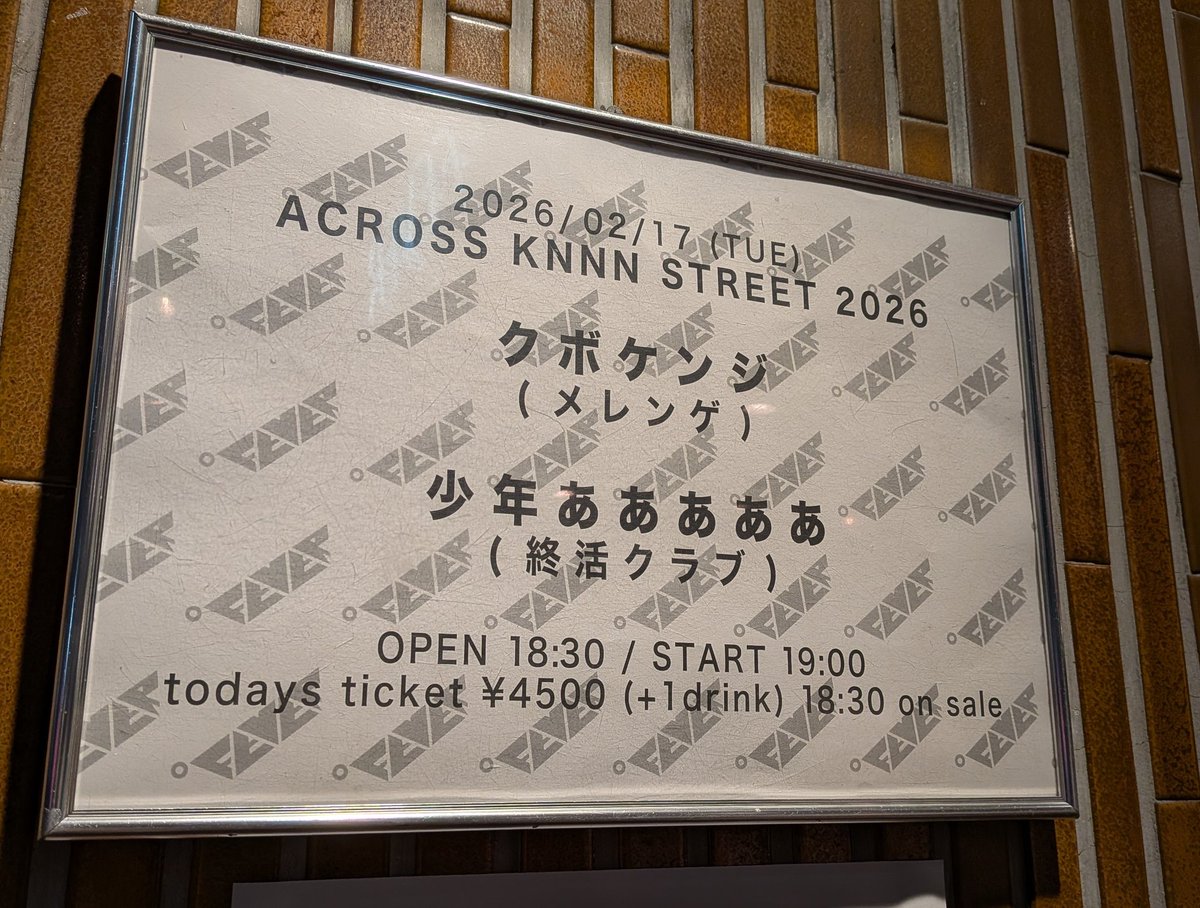 2026/02/17 (TUE)
ACROSS KNNN STREET 2026
クボケンジ
(メレンゲ)
少年あああああ
(終活クラブ)
OPEN 18:30 / START 19:00
todays ticket ¥4500 (+1drink) 18:30 on sale
FEVER